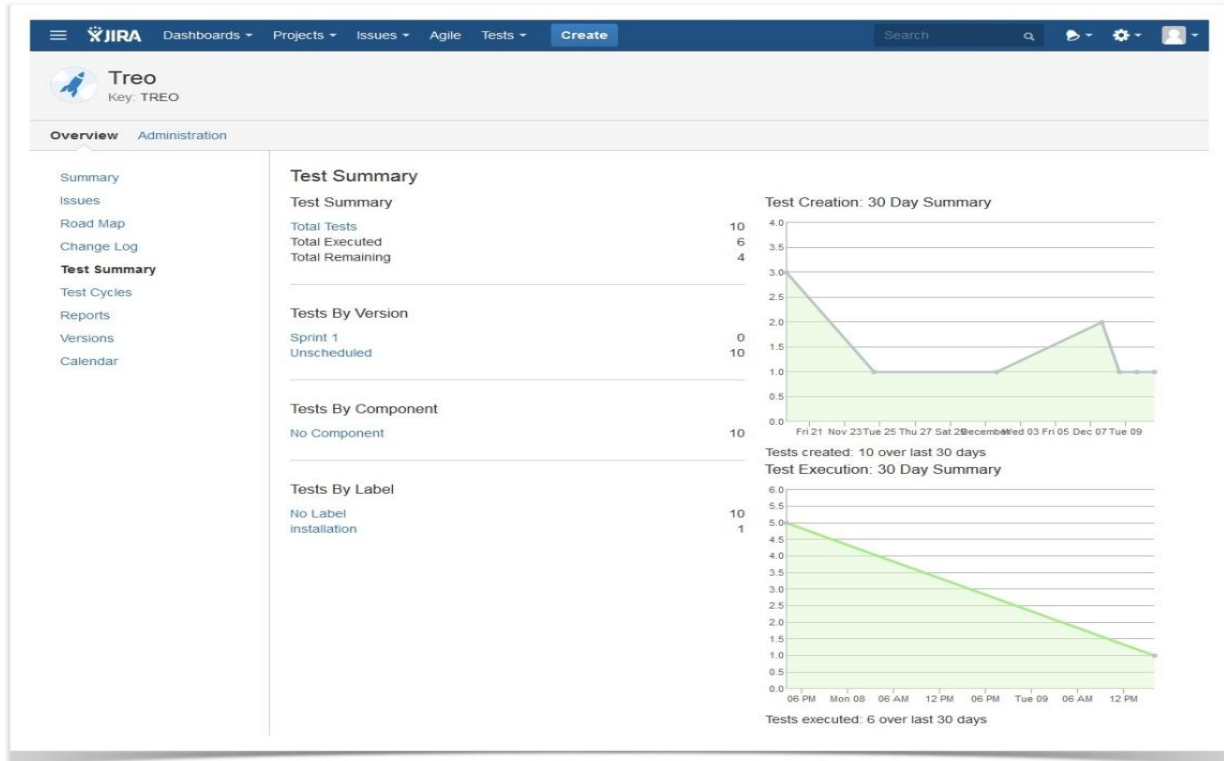 JIRA Dashboards Projects Issues Agile Tests Create Search
Treo
Key: TREO
Overview Administration
Summary
Issues
Road Map
Change Log
Test Summary
Test Cycles
Reports
Versions
Calendar
Test Summary
Test Summary
Total Tests 10
Total Executed 6
Total Remaining 4
Tests By Version
Sprint 1 0
Unscheduled 10
Tests By Component
No Component 10
Tests By Label
No Label 10
installation 1
Test Creation: 30 Day Summary
4.0
3.5
3.0
2.5
2.0
1.5
1.0
0.5
0.0
Fri 21 Nov 23 Tue 25 Thu 27 Sat 29 December Wed 03 Fri 05 Dec 07 Tue 09
Tests created: 10 over last 30 days
Test Execution: 30 Day Summary
6.0
5.5
5.0
4.5
4.0
3.5
3.0
2.5
2.0
1.5
1.0
0.5
0.0
06 PM Mon 08 06 AM 12 PM 06 PM Tue 09 06 AM 12 PM
Tests executed: 6 over last 30 days